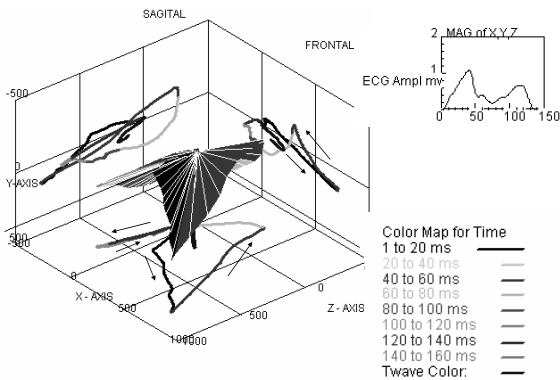 SAGITAL
FRONTAL
-500
0
Y-AXIS
500
0
X - AXIS
500
500
0
Z - AXIS
MAG of X,Y,Z
2
1
ECG Ampl mv
0
0 50 100 150
Color Map for Time
1 to 20 ms
20 to 40 ms
40 to 60 ms
60 to 80 ms
80 to 100 ms
100 to 120 ms
120 to 140 ms
140 to 160 ms
Twave Color: